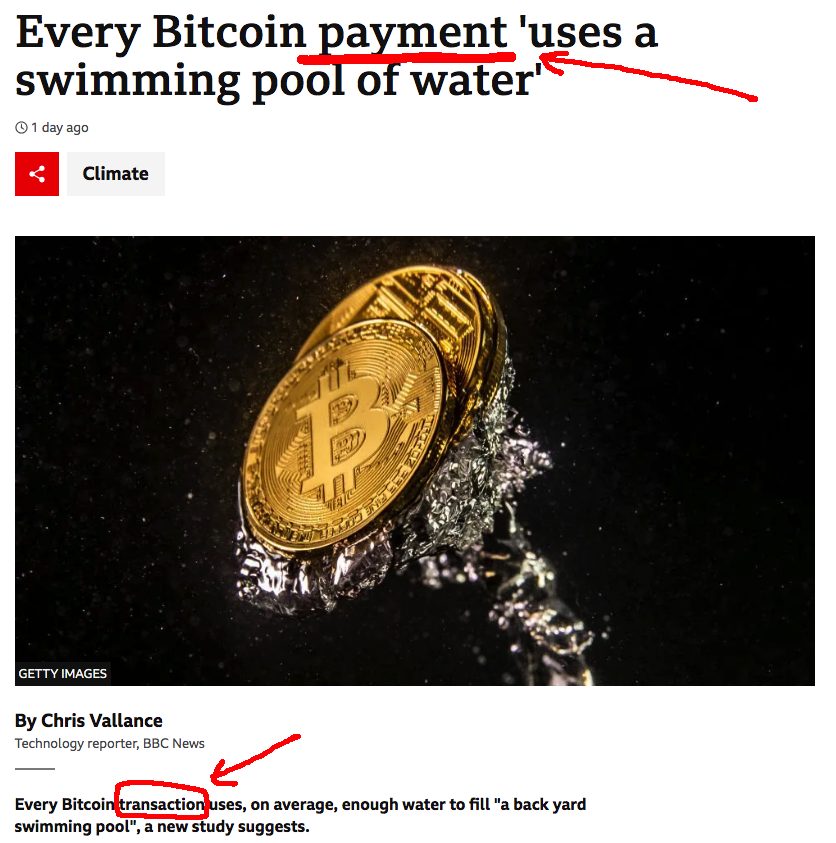 Every Bitcoin payment 'uses a
swimming pool of water'
1 day ago
Climate
GETTY IMAGES
By Chris Vallance
Technology reporter, BBC News
Every Bitcoin transaction uses, on average, enough water to fill "a back yard
swimming pool", a new study suggests.